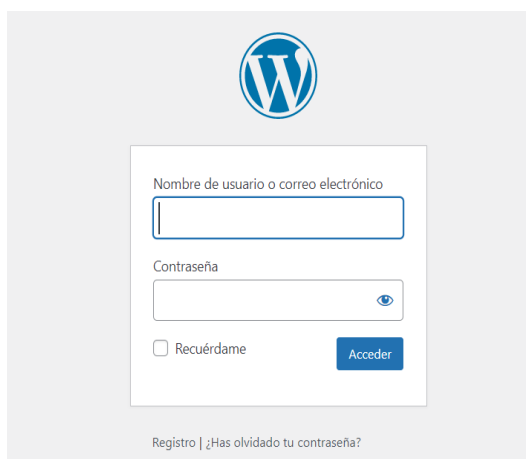 Nombre de usuario o correo electrónico
Contraseña
Recuérdame
Acceder
Registro | ¿Has olvidado tu contraseña?